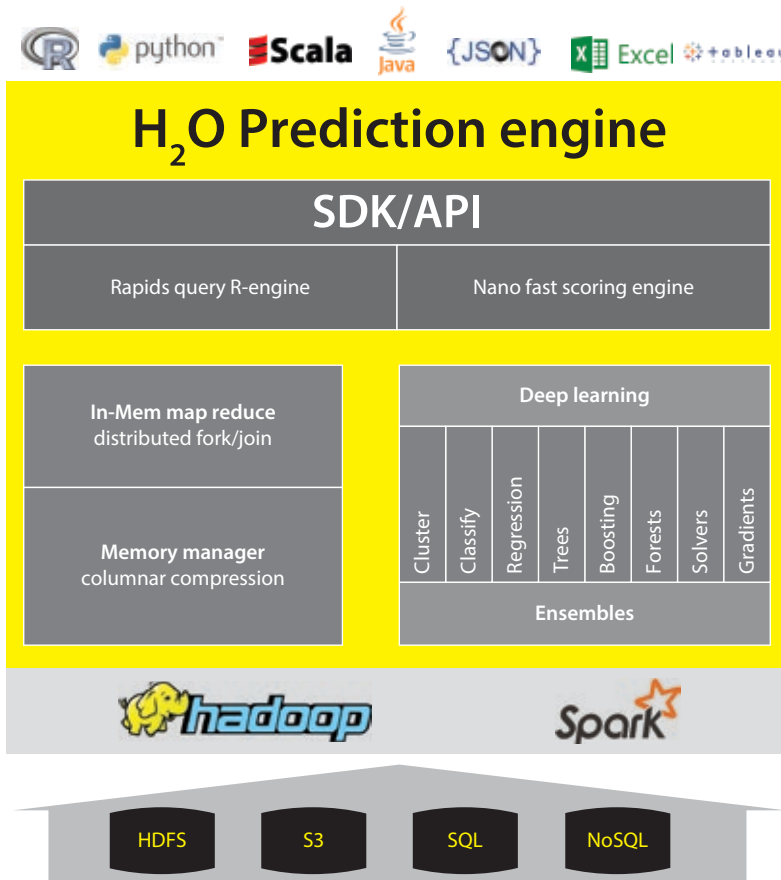 R python Scala Java {JSON} X Excel +ableau
H₂O Prediction engine
SDK/API
Rapids query R-engine
Nano fast scoring engine
In-Mem map reduce
distributed fork/join
Memory manager
columnar compression
Deep learning
Cluster
Classify
Regression
Trees
Boosting
Forests
Solvers
Gradients
Ensembles
hadoop
Spark
HDFS
S3
SQL
NoSQL